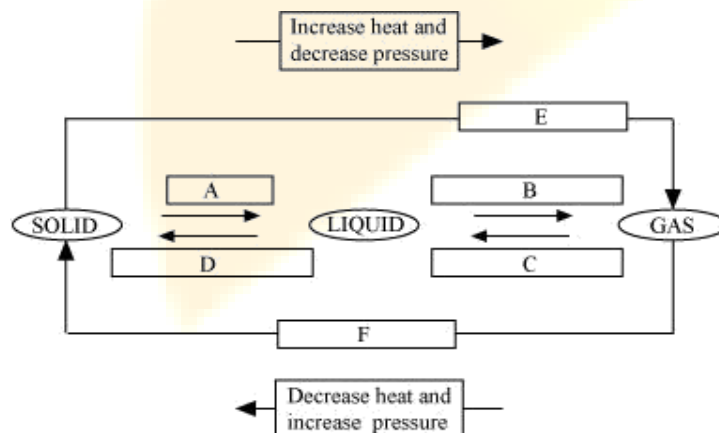 Increase heat and
decrease pressure
E
A
B
SOLID
LIQUID
GAS
D
C
F
Decrease heat and
increase pressure